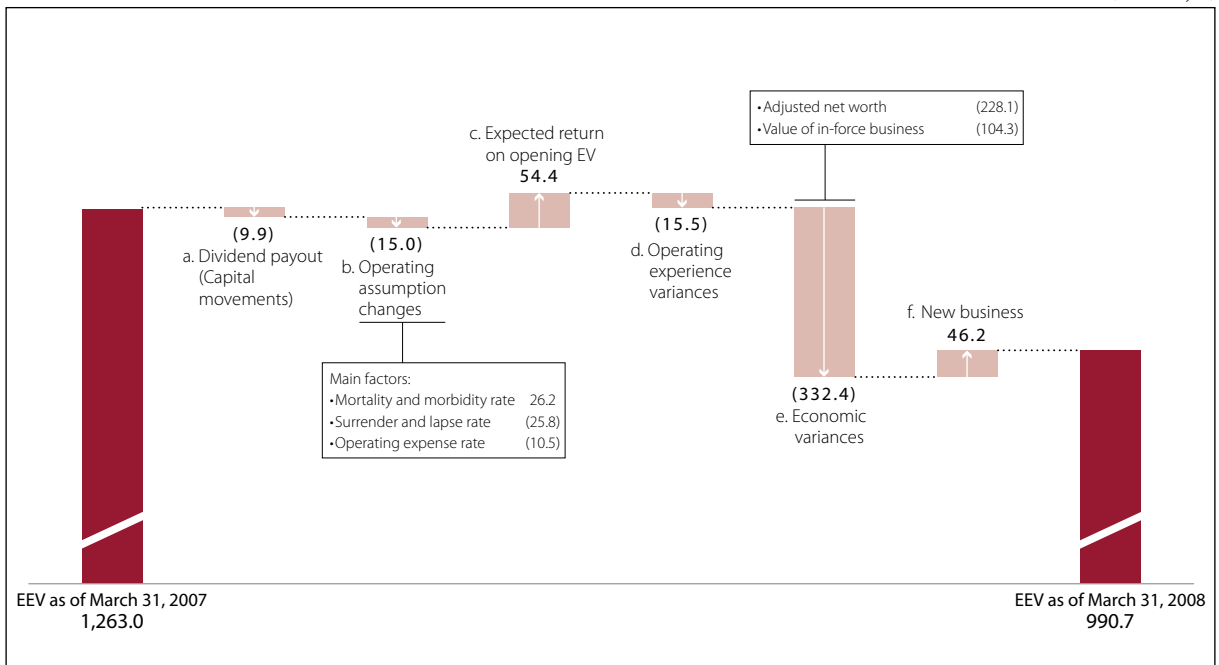 •Adjusted net worth (228.1)
•Value of in-force business (104.3)
c. Expected return
on opening EV
54.4
(9.9)
a. Dividend payout
(Capital
movements)
(15.0)
b. Operating
assumption
changes
(15.5)
d. Operating
experience
variances
f. New business
46.2
Main factors:
•Mortality and morbidity rate 26.2
•Surrender and lapse rate (25.8)
•Operating expense rate (10.5)
(332.4)
e. Economic
variances
EEV as of March 31, 2007
1,263.0
EEV as of March 31, 2008
990.7